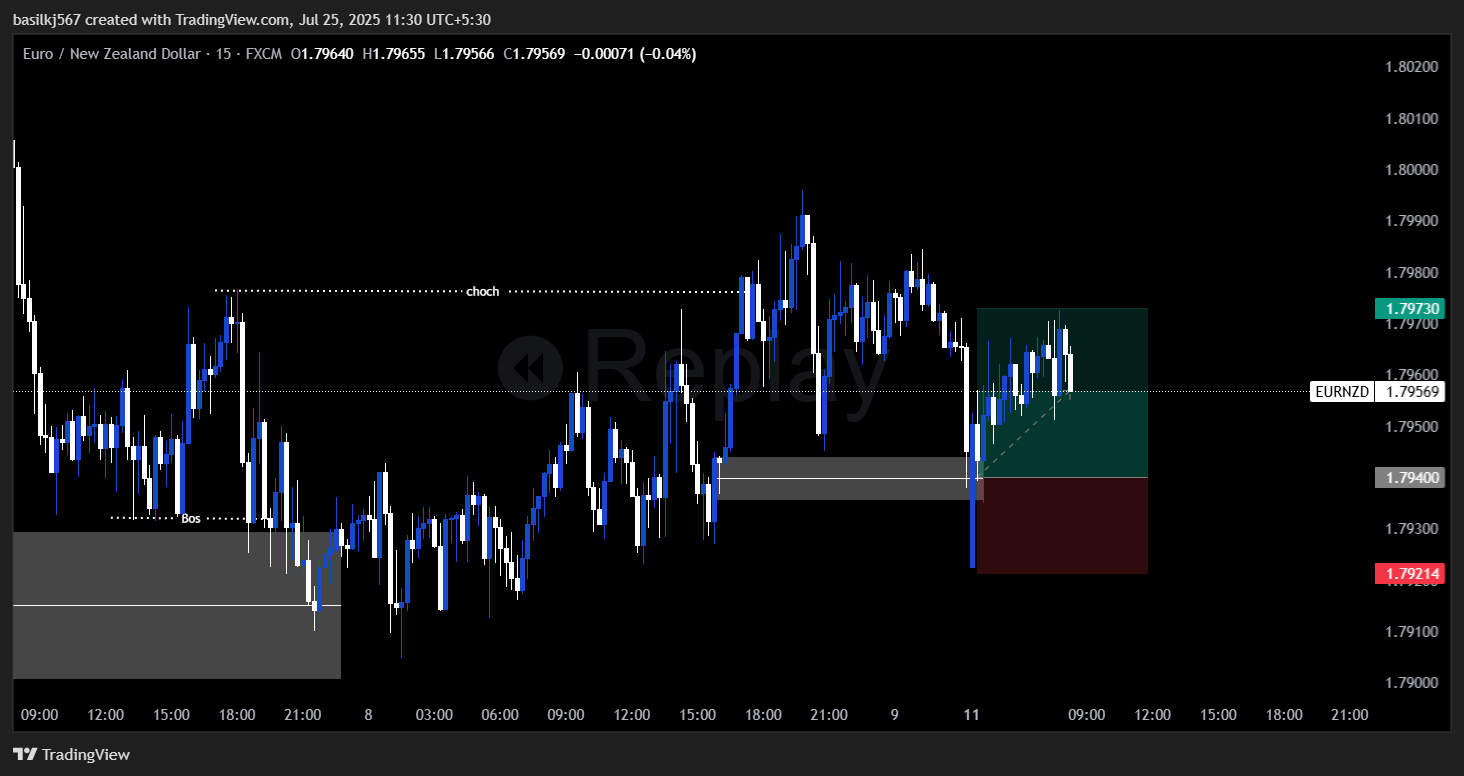 basilkj567 created with TradingView.com, Jul 25, 2025 11:30 UTC+5:30
Euro / New Zealand Dollar · 15 · FXCM O1.79640 H1.79655 L1.79566 C1.79569 −0.00071 (−0.04%)
1.80200
1.80100
1.80000
1.79900
1.79800
choch
1.79730
1.79700
Replay
1.79600
EURNZD 1.79569
1.79500
1.79400
Bos
1.79300
1.79214
1.79100
1.79000
09:00 12:00 15:00 18:00 21:00 8 03:00 06:00 09:00 12:00 15:00 18:00 21:00 9 11 09:00 12:00 15:00 18:00 21:00
TradingView